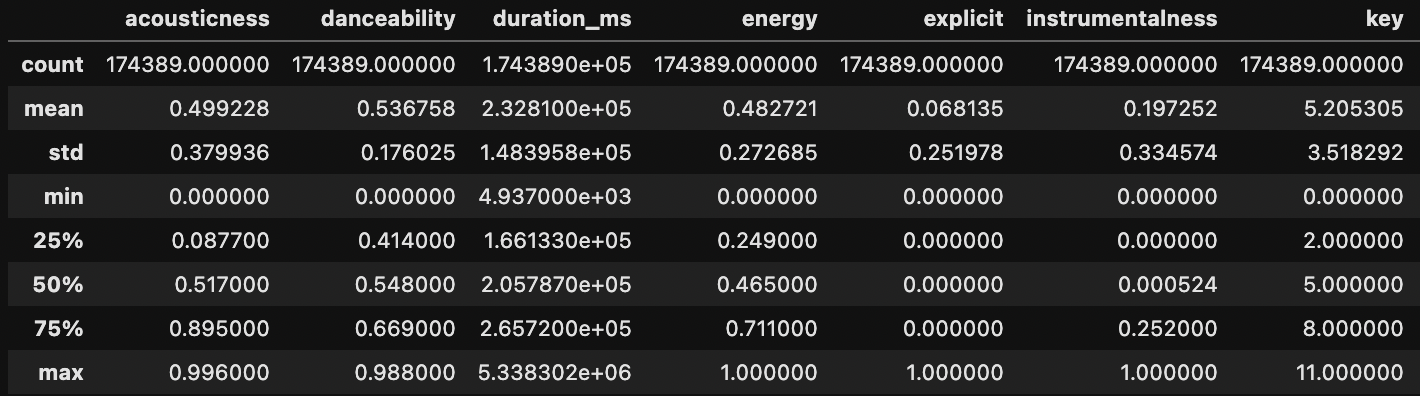 acousticness danceability duration_ms energy explicit instrumentalness key
count 174389.000000 174389.000000 1.743890e+05 174389.000000 174389.000000 174389.000000 174389.000000
mean 0.499228 0.536758 2.328100e+05 0.482721 0.068135 0.197252 5.205305
std 0.379936 0.176025 1.483958e+05 0.272685 0.251978 0.334574 3.518292
min 0.000000 0.000000 4.937000e+03 0.000000 0.000000 0.000000 0.000000
25% 0.087700 0.414000 1.661330e+05 0.249000 0.000000 0.000000 2.000000
50% 0.517000 0.548000 2.057870e+05 0.465000 0.000000 0.000524 5.000000
75% 0.895000 0.669000 2.657200e+05 0.711000 0.000000 0.252000 8.000000
max 0.996000 0.988000 5.338302e+06 1.000000 1.000000 1.000000 11.000000